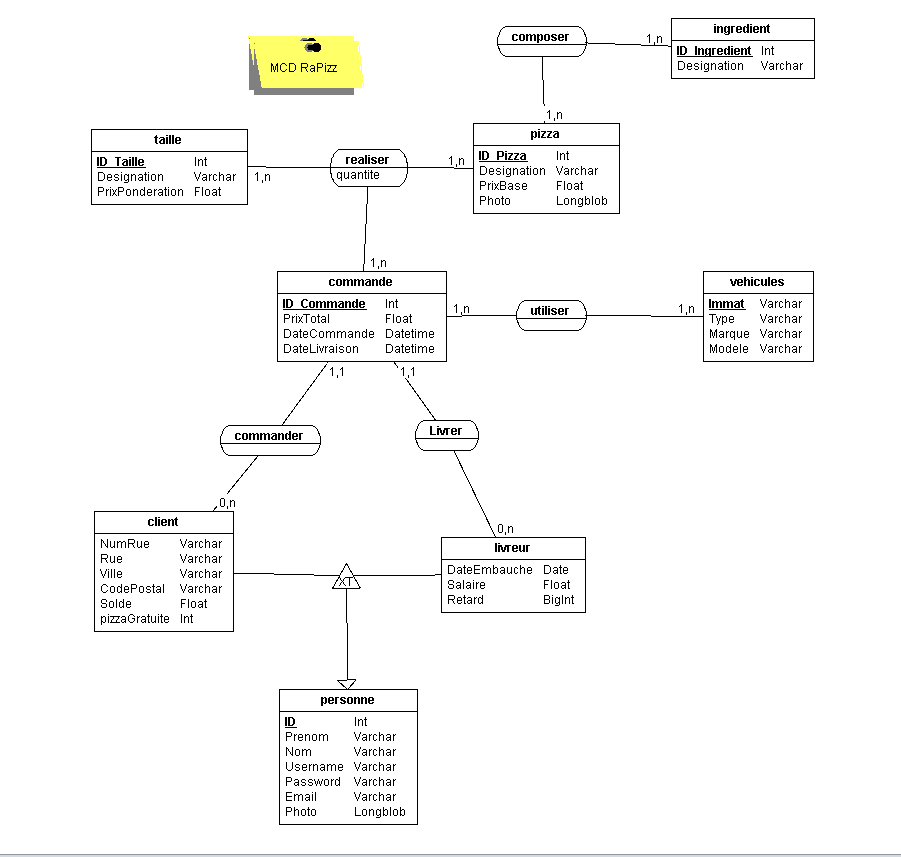 MCD RaPizz
composer
1,n
1,n
ingredient
ID_Ingredient Int
Designation Varchar
taille
ID_Taille Int
Designation Varchar
PrixPonderation Float
1,n
realiser
quantite
1,n
1,n
pizza
ID_Pizza Int
Designation Varchar
PrixBase Float
Photo Longblob
commande
ID_Commande Int
PrixTotal Float
DateCommande Datetime
DateLivraison Datetime
1,n
utiliser
1,n
vehicules
Immat Varchar
Type Varchar
Marque Varchar
Modele Varchar
1,1
1,1
commander
Livrer
0,n
0,n
client
NumRue Varchar
Rue Varchar
Ville Varchar
CodePostal Varchar
Solde Float
pizzaGratuite Int
XT
livreur
DateEmbauche Date
Salaire Float
Retard BigInt
personne
ID Int
Prenom Varchar
Nom Varchar
Username Varchar
Password Varchar
Email Varchar
Photo Longblob